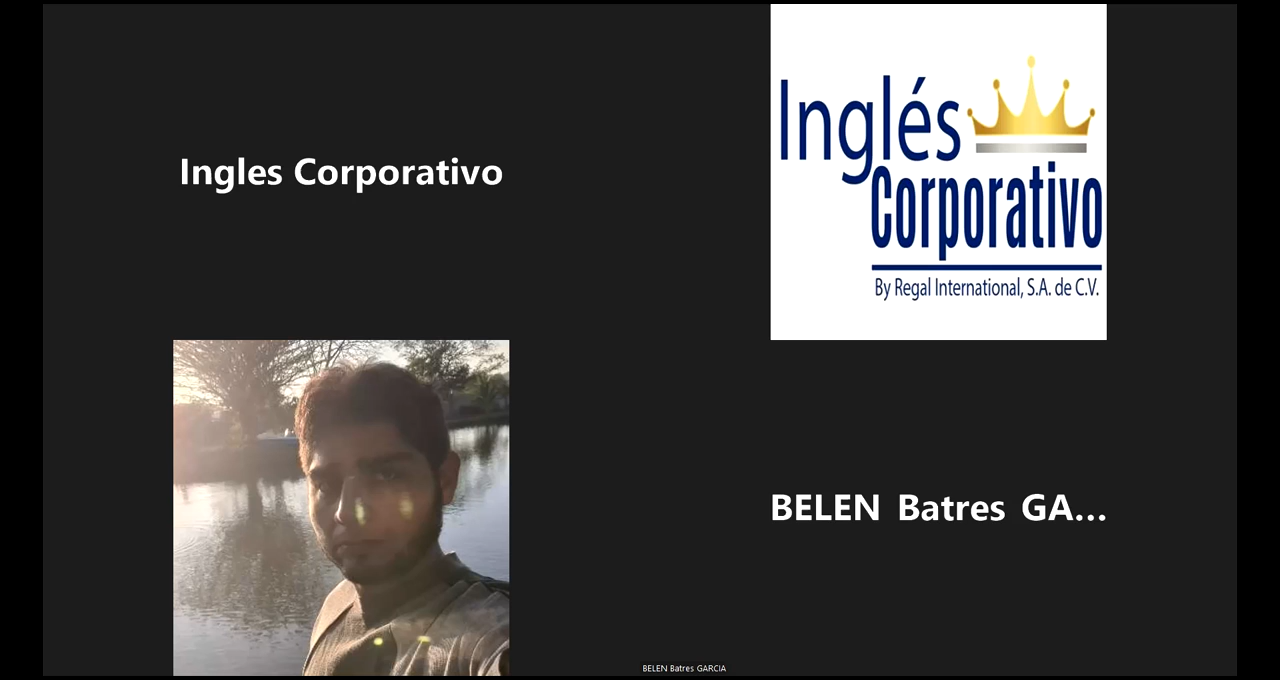 Ingles Corporativo
Inglés
Corporativo
By Regal International, S.A. de C.V.
BELEN Batres GA...
BELEN Batres GARCIA